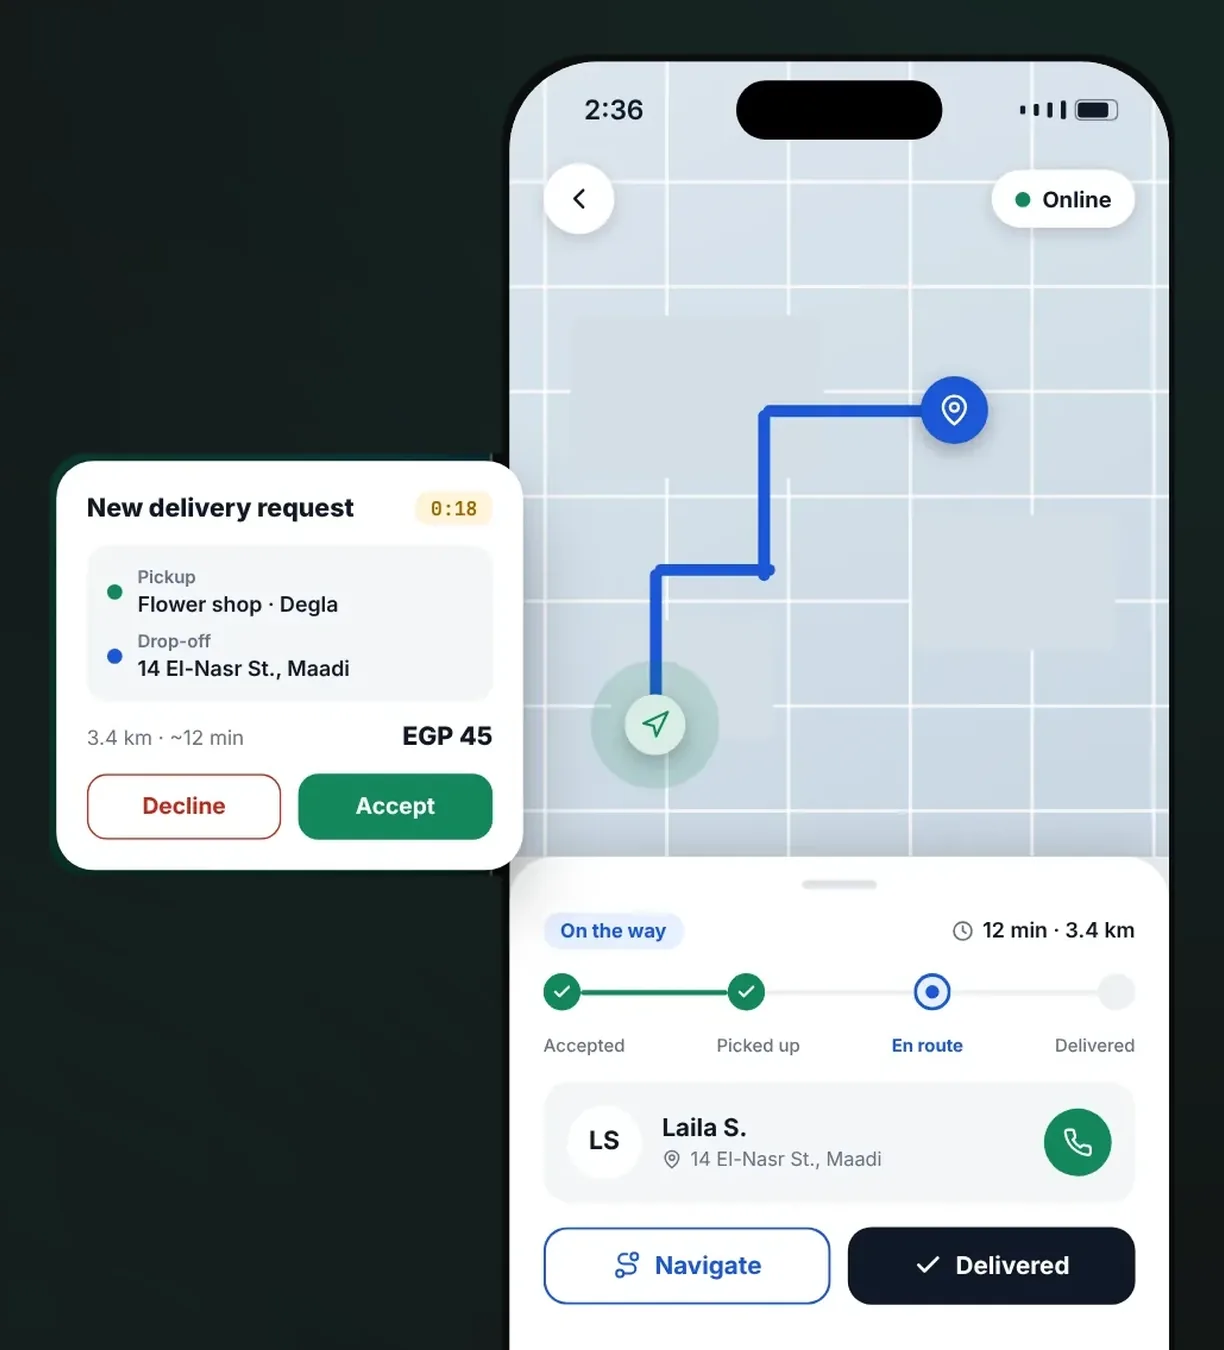 2:36
Online
New delivery request
0:18
Pickup
Flower shop · Degla
Drop-off
14 El-Nasr St., Maadi
3.4 km · ~12 min
EGP 45
Decline
Accept
On the way
12 min · 3.4 km
Accepted
Picked up
En route
Delivered
LS
Laila S.
14 El-Nasr St., Maadi
Navigate
Delivered